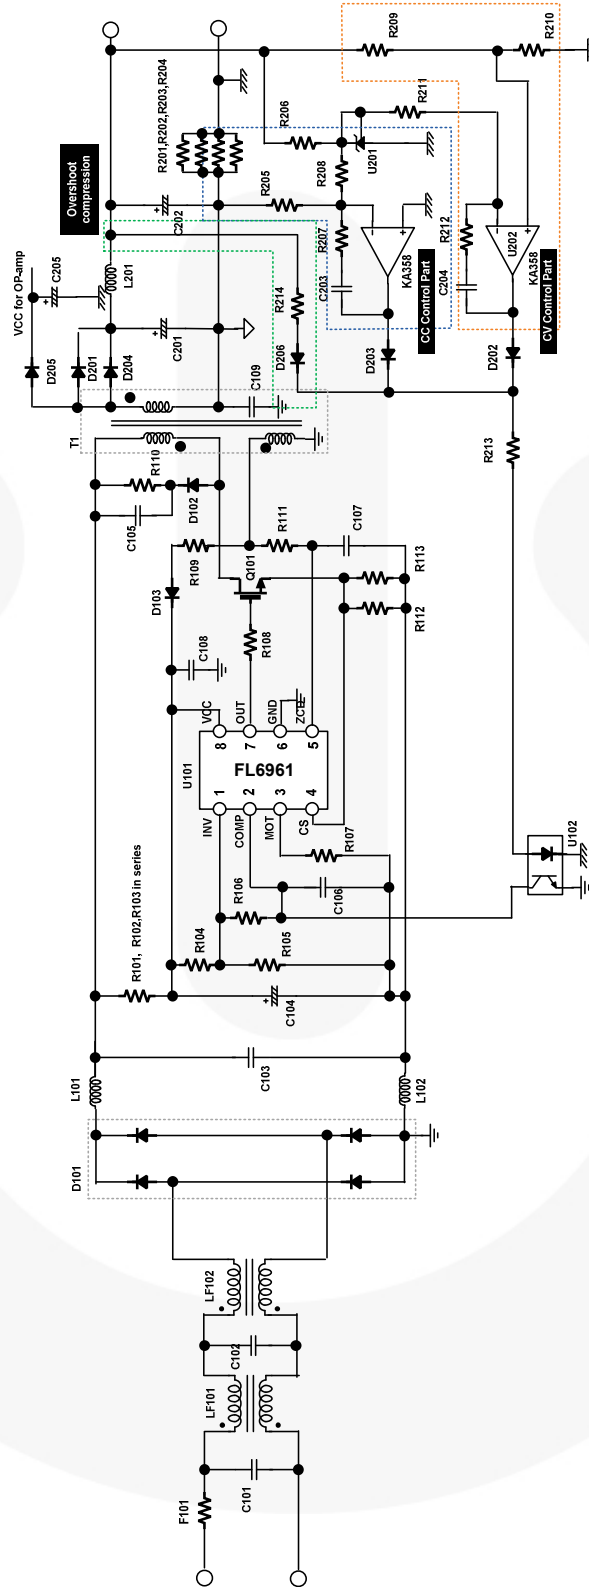 R209
R210
R201,R202,R203,R204
R206
R211
U201
R208
Overshoot
compression
R205
C202
R207
R212
–
+
KA358
–
+
U202
KA358
C203
C204
VCC for OP-amp
C205
L201
R214
C201
CC Control Part
CV Control Part
D205
D201
D204
D206
D203
D202
C109
T1
R213
R110
D102
C105
R111
C107
R109
Q101
R113
D103
R112
R108
C108
VCC
OUT
GND
ZCD
8
7
6
5
U101
FL6961
1
2
3
4
INV
COMP
MOT
CS
R107
U102
R106
C106
R101, R102,R103 in series
R104
R105
C104
C103
L101
L102
D101
LF102
C102
LF101
C101
F101